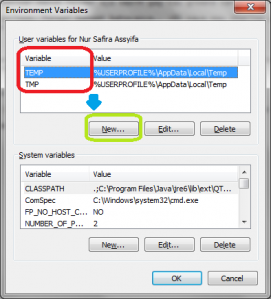 Environment Variables
User variables for Nur Safira Assyifa
Variable Value
TEMP %USERPROFILE%\AppData\Local\Temp
TMP %USERPROFILE%\AppData\Local\Temp
New... Edit... Delete
System variables
Variable Value
CLASSPATH .;C:\Program Files\Java\jre6\lib\ext\QT...
ComSpec C:\Windows\system32\cmd.exe
FP_NO_HOST_C... NO
NUMBER_OF_P... 2
New... Edit... Delete
OK Cancel